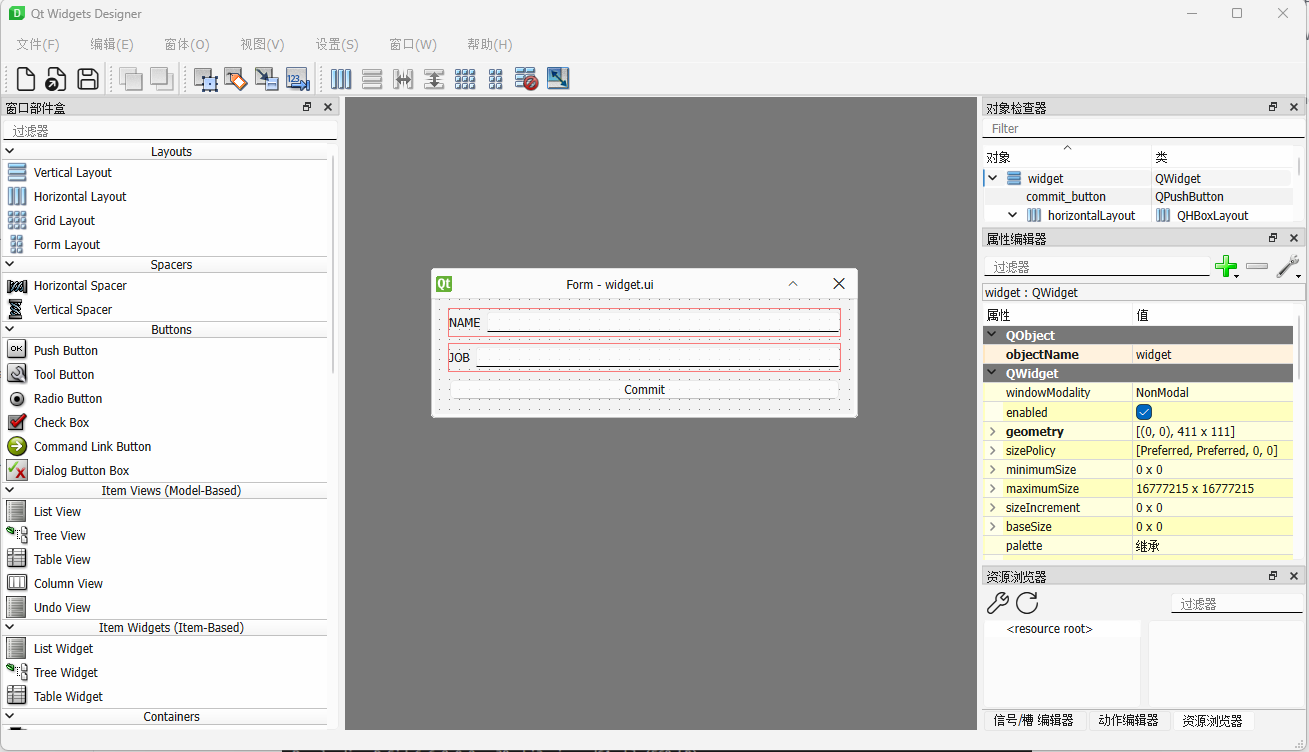 Qt Widgets Designer
文件(F) 编辑(E) 窗体(O) 视图(V) 设置(S) 窗口(W) 帮助(H)
窗口部件盒
过滤器
Layouts
Vertical Layout
Horizontal Layout
Grid Layout
Form Layout
Spacers
Horizontal Spacer
Vertical Spacer
Buttons
OK
Push Button
Tool Button
Radio Button
Check Box
Command Link Button
Dialog Button Box
Item Views (Model-Based)
List View
Tree View
Table View
Column View
Undo View
Item Widgets (Item-Based)
List Widget
Tree Widget
Table Widget
Containers
Qt Form - widget.ui
NAME
JOB
Commit
对象检查器
Filter
对象 类
widget QWidget
commit_button QPushButton
horizontalLayout QHBoxLayout
属性编辑器
过滤器
widget : QWidget
属性 值
QObject
objectName widget
QWidget
windowModality NonModal
enabled
geometry [(0, 0), 411 x 111]
sizePolicy [Preferred, Preferred, 0, 0]
minimumSize 0 x 0
maximumSize 16777215 x 16777215
sizeIncrement 0 x 0
baseSize 0 x 0
palette 继承
资源浏览器
过滤器
<resource root>
信号/槽 编辑器 动作编辑器 资源浏览器